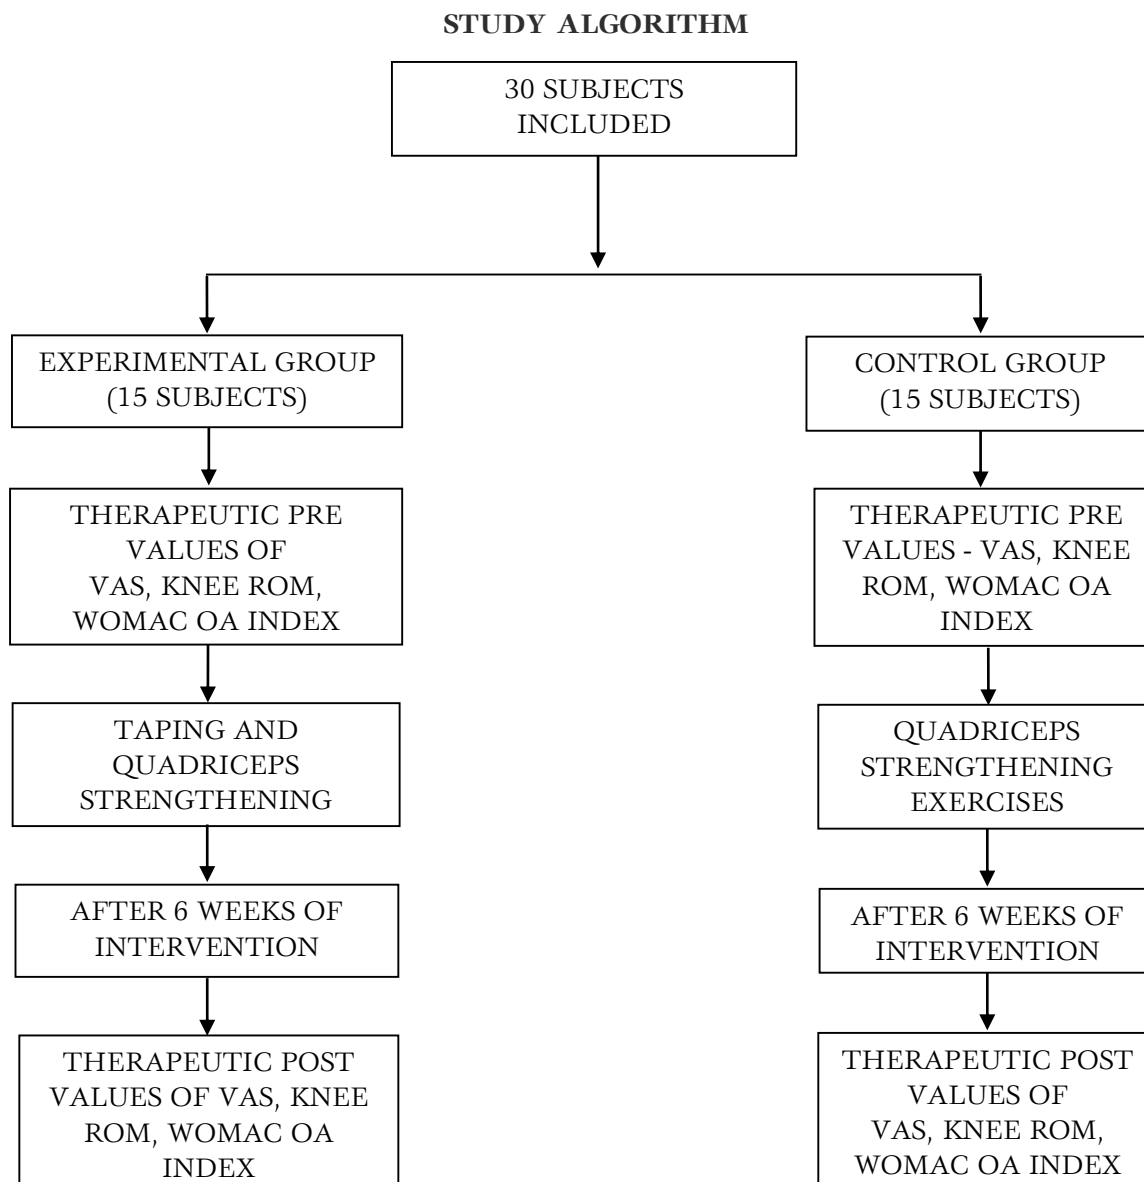 STUDY ALGORITHM
30 SUBJECTS
INCLUDED
EXPERIMENTAL GROUP
(15 SUBJECTS)
CONTROL GROUP
(15 SUBJECTS)
THERAPEUTIC PRE
VALUES OF
VAS, KNEE ROM,
WOMAC OA INDEX
THERAPEUTIC PRE
VALUES - VAS, KNEE
ROM, WOMAC OA
INDEX
TAPING AND
QUADRICEPS
STRENGTHENING
QUADRICEPS
STRENGTHENING
EXERCISES
AFTER 6 WEEKS OF
INTERVENTION
AFTER 6 WEEKS OF
INTERVENTION
THERAPEUTIC POST
VALUES OF VAS, KNEE
ROM, WOMAC OA
INDEX
THERAPEUTIC POST
VALUES OF
VAS, KNEE ROM,
WOMAC OA INDEX